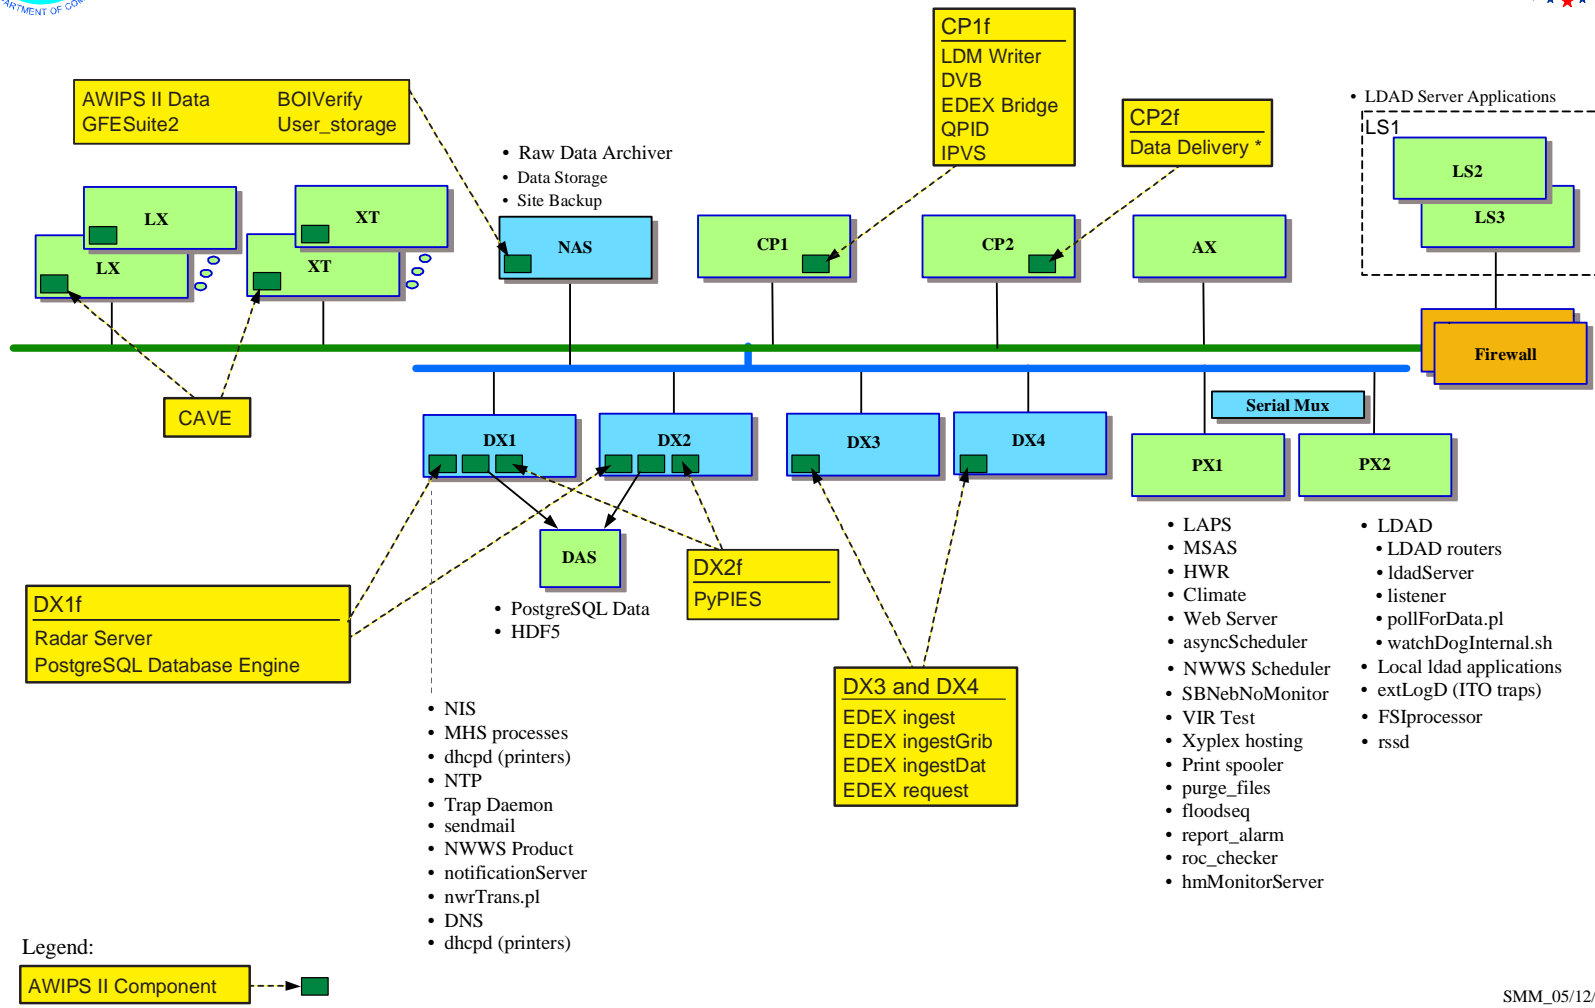 ARTMENT OF COM
CP1f
LDM Writer
DVB
EDEX Bridge
QPID
IPVS
AWIPS II Data BOIVerify
GFESuite2 User_storage
CP2f
Data Delivery *
• LDAD Server Applications
LS1
LS2
LS3
• Raw Data Archiver
• Data Storage
• Site Backup
LX
XT
LX
XT
NAS
CP1
CP2
AX
Firewall
CAVE
Serial Mux
DX1
DX2
DX3
DX4
PX1
PX2
DAS
• PostgreSQL Data
• HDF5
DX2f
PyPIES
DX1f
Radar Server
PostgreSQL Database Engine
DX3 and DX4
EDEX ingest
EDEX ingestGrib
EDEX ingestDat
EDEX request
• NIS
• MHS processes
• dhcpd (printers)
• NTP
• Trap Daemon
• sendmail
• NWWS Product
• notificationServer
• nwrTrans.pl
• DNS
• dhcpd (printers)
• LAPS
• MSAS
• HWR
• Climate
• Web Server
• asyncScheduler
• NWWS Scheduler
• SBNebNoMonitor
• VIR Test
• Xyplex hosting
• Print spooler
• purge_files
• floodseq
• report_alarm
• roc_checker
• hmMonitorServer
• LDAD
• LDAD routers
• ldadServer
• listener
• pollForData.pl
• watchDogInternal.sh
• Local ldad applications
• extLogD (ITO traps)
• FSIprocessor
• rssd
Legend:
AWIPS II Component
SMM_05/12/